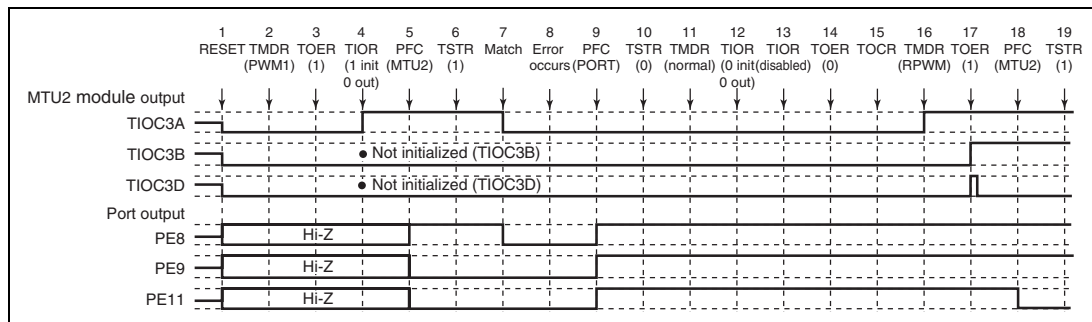 1 2 3 4 5 6 7 8 9 10 11 12 13 14 15 16 17 18 19
RESET TMDR TOER TIOR PFC TSTR Match Error PFC TSTR TMDR TIOR TIOR TOER TOCR TMDR TOER PFC TSTR
(PWM1) (1) (1 init (MTU2) (1) occurs (PORT) (0) (normal) (0 init (disabled) (0) (RPWM) (1) (MTU2) (1)
0 out) 0 out)
MTU2 module output
TIOC3A
TIOC3B
• Not initialized (TIOC3B)
TIOC3D
• Not initialized (TIOC3D)
Port output
PE8
Hi-Z
PE9
Hi-Z
PE11
Hi-Z